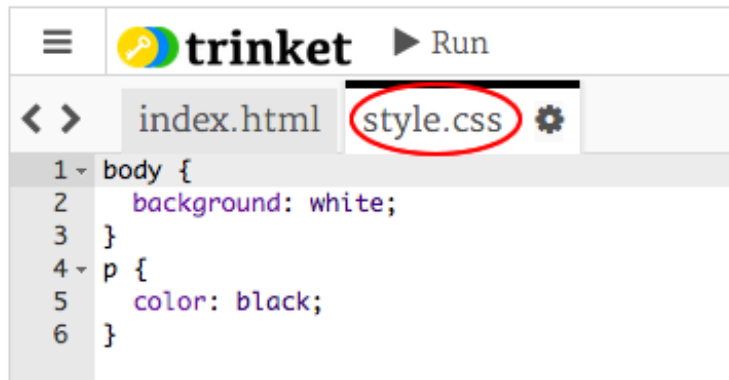 trinket Run
index.html style.css
1 body {
2   background: white;
3 }
4 p {
5   color: black;
6 }